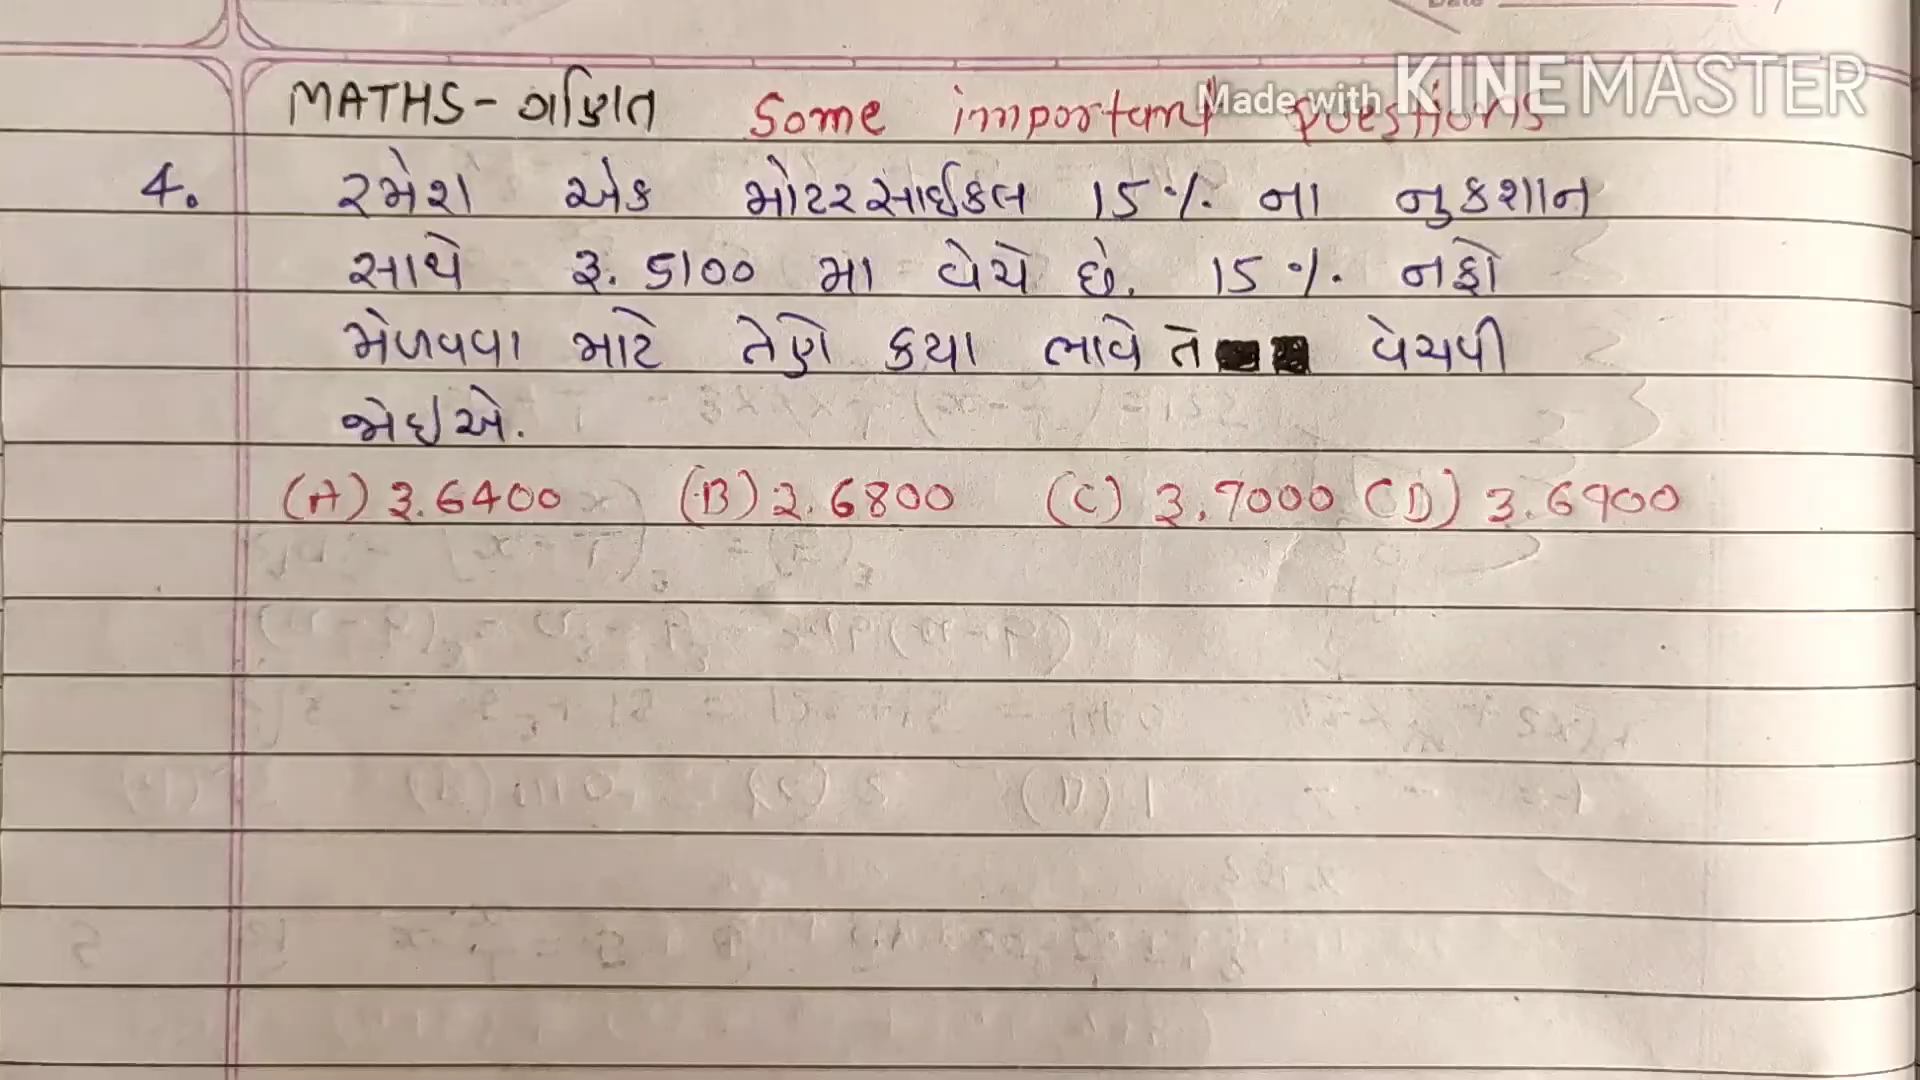 MATHS - ગણિત Some important questions
Made with KINEMASTER
4. રમેશ એક મોટરસાઈકલ 15% ના નુકશાન
સાથે રૂ. 5100 મા વેચે છે. 15% નફો
મેળવવા માટે તેણે કયા ભાવે તે વેચવી
જોઇએ.
(A) રૂ.6400 (B) રૂ.6800 (C) રૂ.7000 (D) રૂ.6900